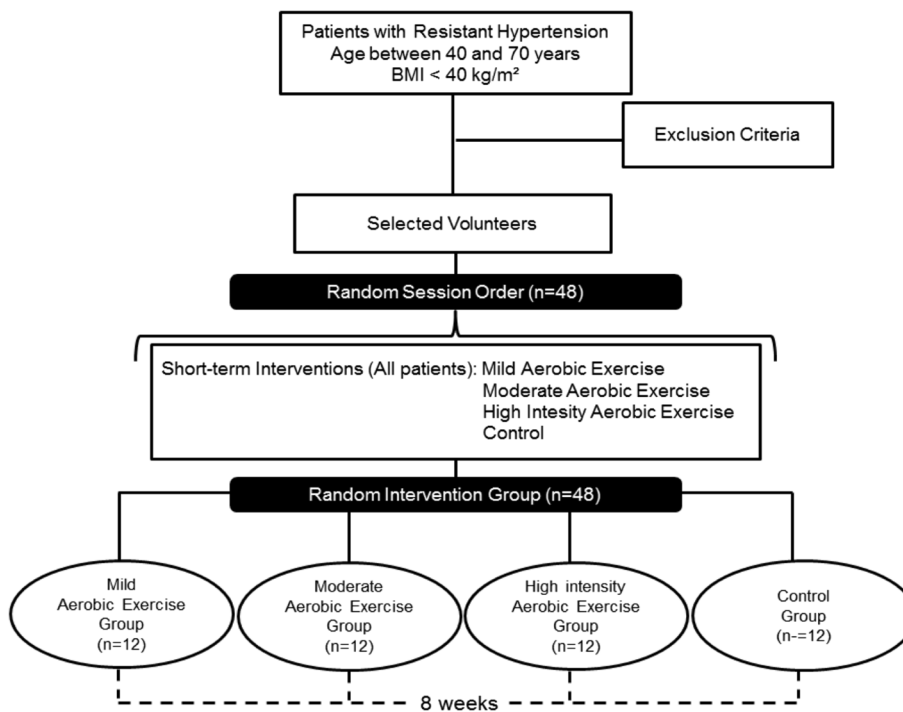 Patients with Resistant Hypertension
Age between 40 and 70 years
BMI < 40 kg/m²
Exclusion Criteria
Selected Volunteers
Random Session Order (n=48)
Short-term Interventions (All patients): Mild Aerobic Exercise
Moderate Aerobic Exercise
High Intesity Aerobic Exercise
Control
Random Intervention Group (n=48)
Mild
Aerobic Exercise
Group
(n=12)
Moderate
Aerobic Exercise
Group
(n=12)
High intensity
Aerobic Exercise
Group
(n=12)
Control
Group
(n-=12)
8 weeks